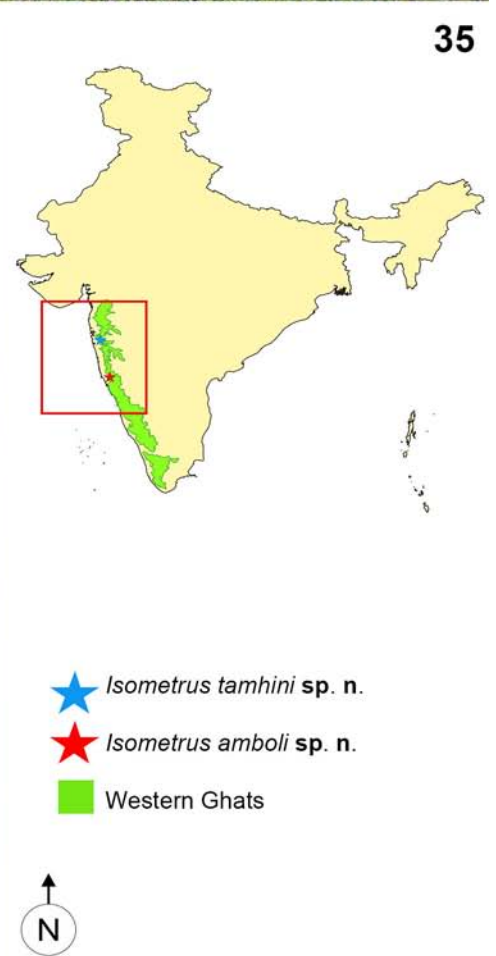 35
Isometrus tamhini sp. n.
Isometrus amboli sp. n.
Western Ghats
N